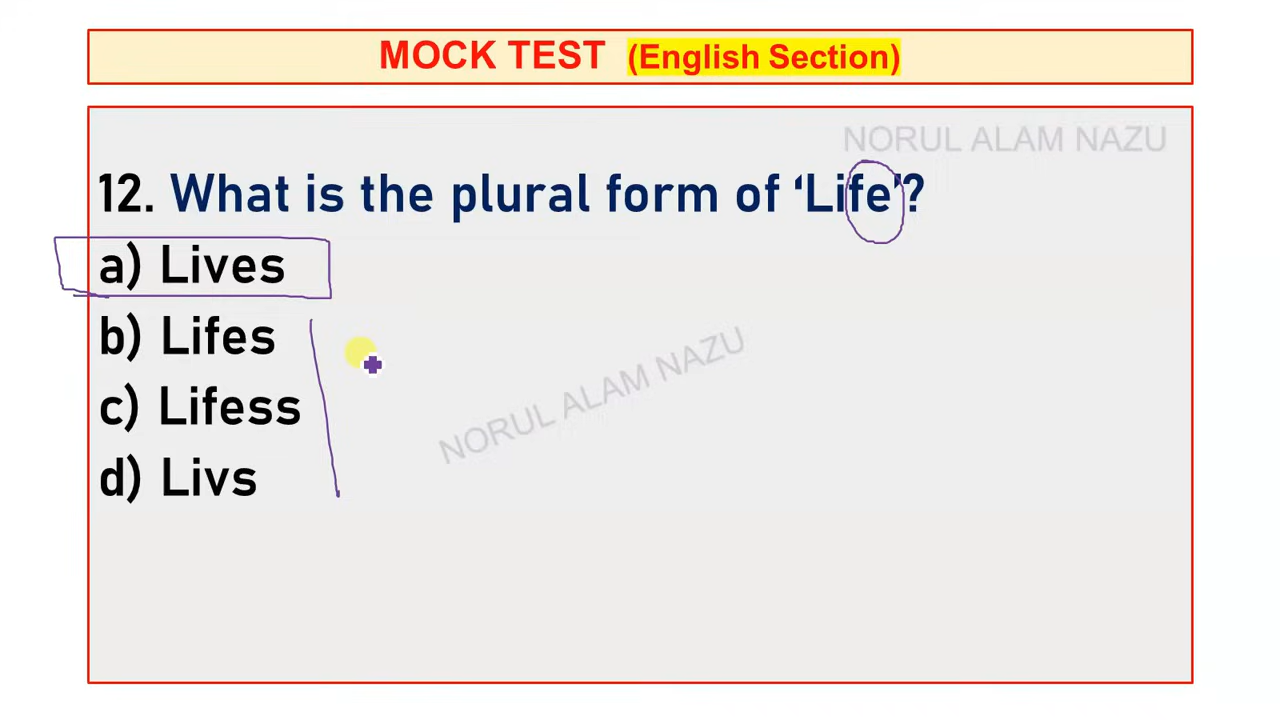 MOCK TEST (English Section)
NORUL ALAM NAZU
12. What is the plural form of ‘Life’?
a) Lives
b) Lifes
c) Lifess
d) Livs
NORUL ALAM NAZU